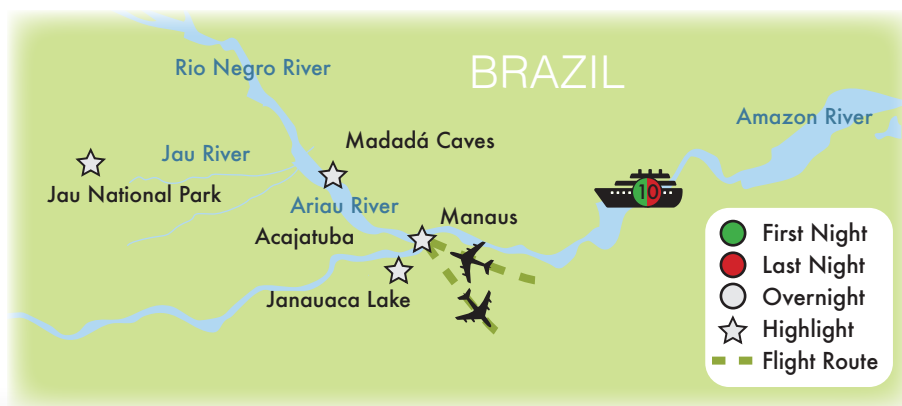 Rio Negro River
BRAZIL
Amazon River
Madadá Caves
Jau River
Jau National Park
Ariau River
Manaus
Acajatuba
Janauaca Lake
10
First Night
Last Night
Overnight
Highlight
Flight Route